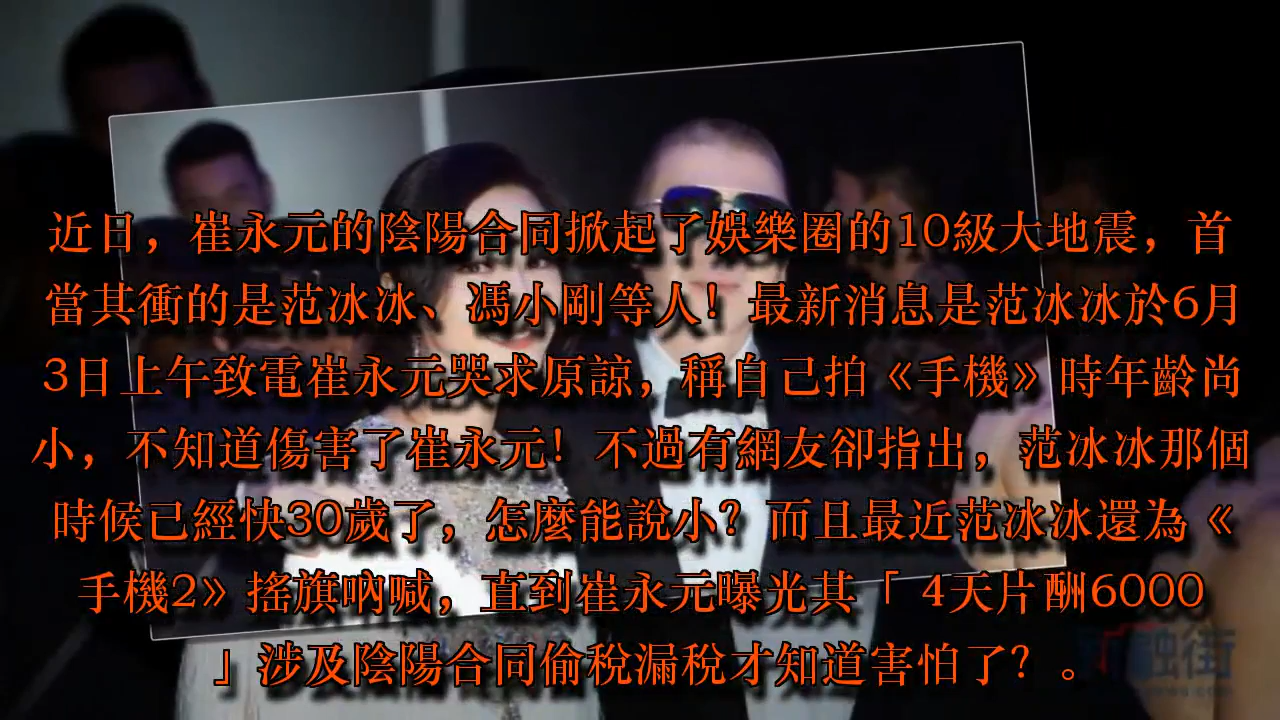 近日，崔永元的陰陽合同掀起了娛樂圈的10級大地震，首
當其衝的是范冰冰、馮小剛等人！最新消息是范冰冰於6月
3日上午致電崔永元哭求原諒，稱自己拍《手機》時年齡尚
小，不知道傷害了崔永元！不過有網友卻指出，范冰冰那個
時候已經快30歲了，怎麼能說小？而且最近范冰冰還為《
手機2》搖旗吶喊，直到崔永元曝光其「 4天片酬6000
」涉及陰陽合同偷稅漏稅才知道害怕了？。
融街